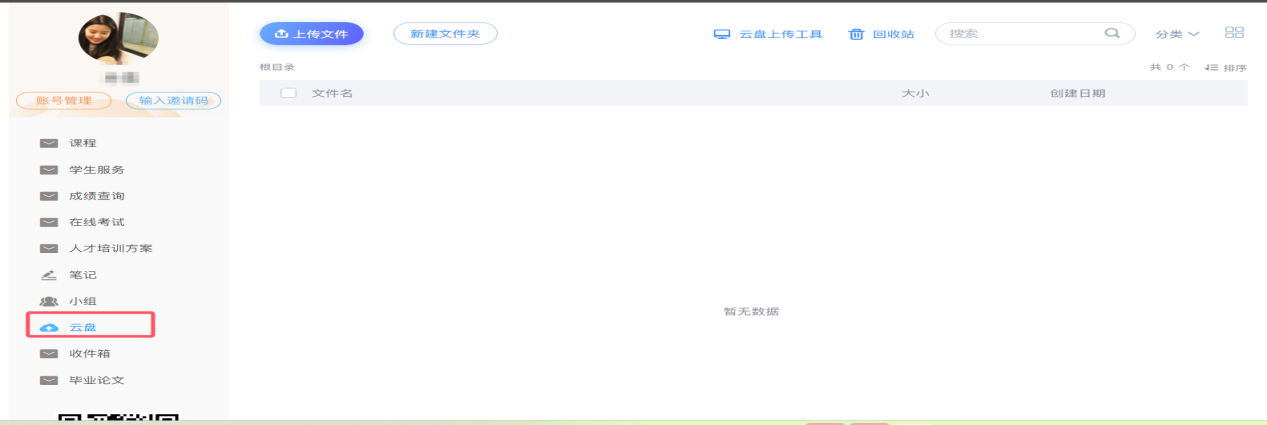 上传文件 新建文件夹 云盘上传工具 回收站 搜索 分类
根目录 共 0 个 排序
文件名 大小 创建日期
账号管理 输入邀请码
课程
学生服务
成绩查询
在线考试
人才培训方案
笔记
小组
云盘
收件箱
毕业论文
暂无数据